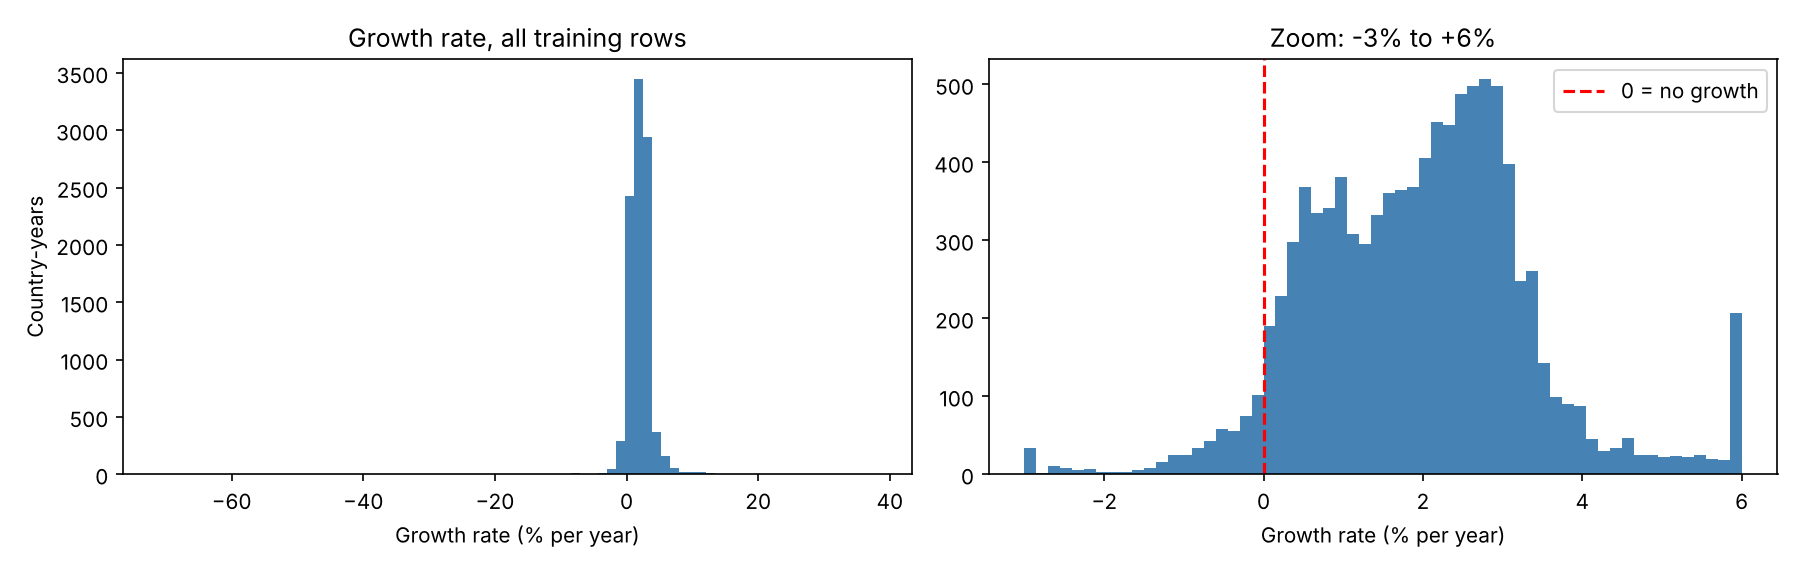 Growth rate, all training rows
Country-years
3500
3000
2500
2000
1500
1000
500
0
−60 −40 −20 0 20 40
Growth rate (% per year)
Zoom: -3% to +6%
0 = no growth
500
400
300
200
100
0
−2 0 2 4 6
Growth rate (% per year)